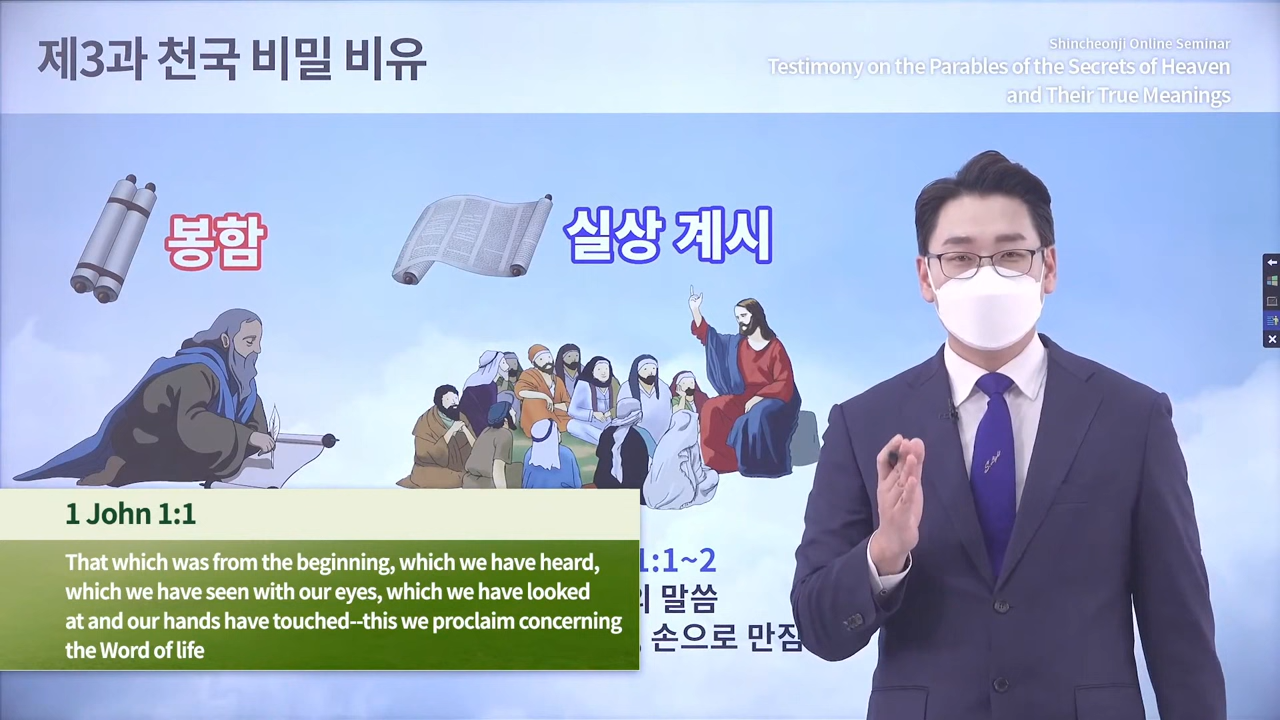 제3과 천국 비밀 비유
Shincheonji Online Seminar
Testimony on the Parables of the Secrets of Heaven
and Their True Meanings
봉함
실상 계시
1 John 1:1
That which was from the beginning, which we have heard,
which we have seen with our eyes, which we have looked
at and our hands have touched--this we proclaim concerning
the Word of life
1:1~2
말씀
손으로 만짐